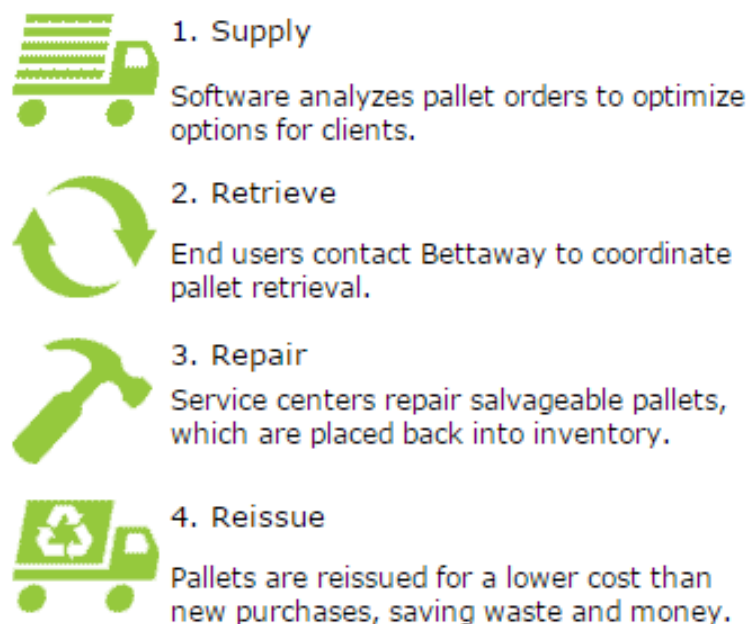 1. Supply
Software analyzes pallet orders to optimize
options for clients.
2. Retrieve
End users contact Bettaway to coordinate
pallet retrieval.
3. Repair
Service centers repair salvageable pallets,
which are placed back into inventory.
4. Reissue
Pallets are reissued for a lower cost than
new purchases, saving waste and money.